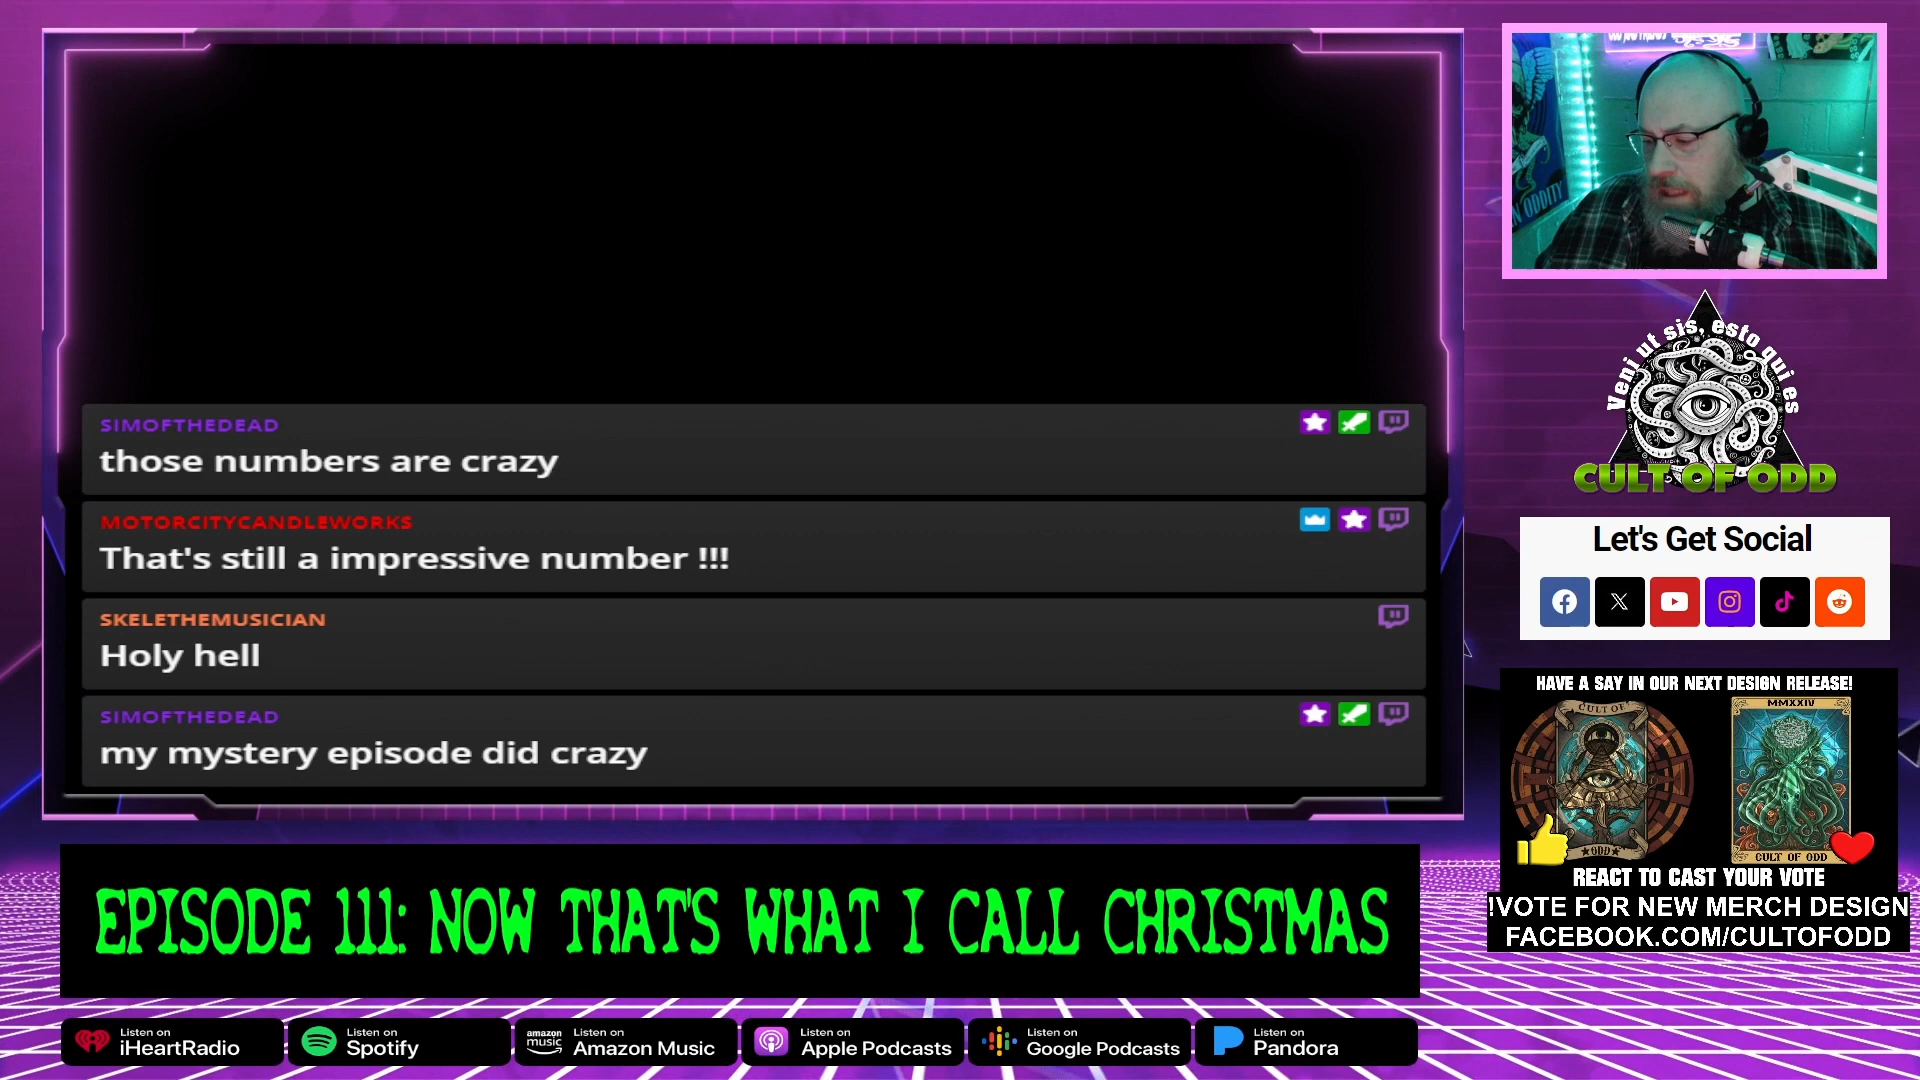 SIMOFTHEDEAD
those numbers are crazy
MOTORCITYCANDLEWORKS
That's still a impressive number !!!
SKELETHEMUSICIAN
Holy hell
SIMOFTHEDEAD
my mystery episode did crazy
EPISODE 111: NOW THAT'S WHAT I CALL CHRISTMAS
Listen on
iHeartRadio
Listen on
Spotify
amazon music
Listen on
Amazon Music
Listen on
Apple Podcasts
Listen on
Google Podcasts
Listen on
Pandora
ODDITY
Veni ut sis, esto qui es
CULT OF ODD
Let's Get Social
HAVE A SAY IN OUR NEXT DESIGN RELEASE!
CULT OF
ODD
MMXXIV
CULT OF ODD
REACT TO CAST YOUR VOTE
!VOTE FOR NEW MERCH DESIGN
FACEBOOK.COM/CULTOFODD